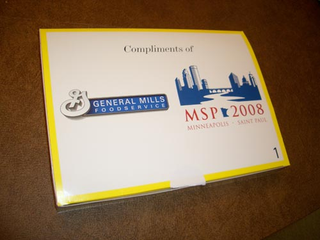 Compliments of
G
GENERAL MILLS
FOODSERVICE
MSP 2008
MINNEAPOLIS - SAINT PAUL
1